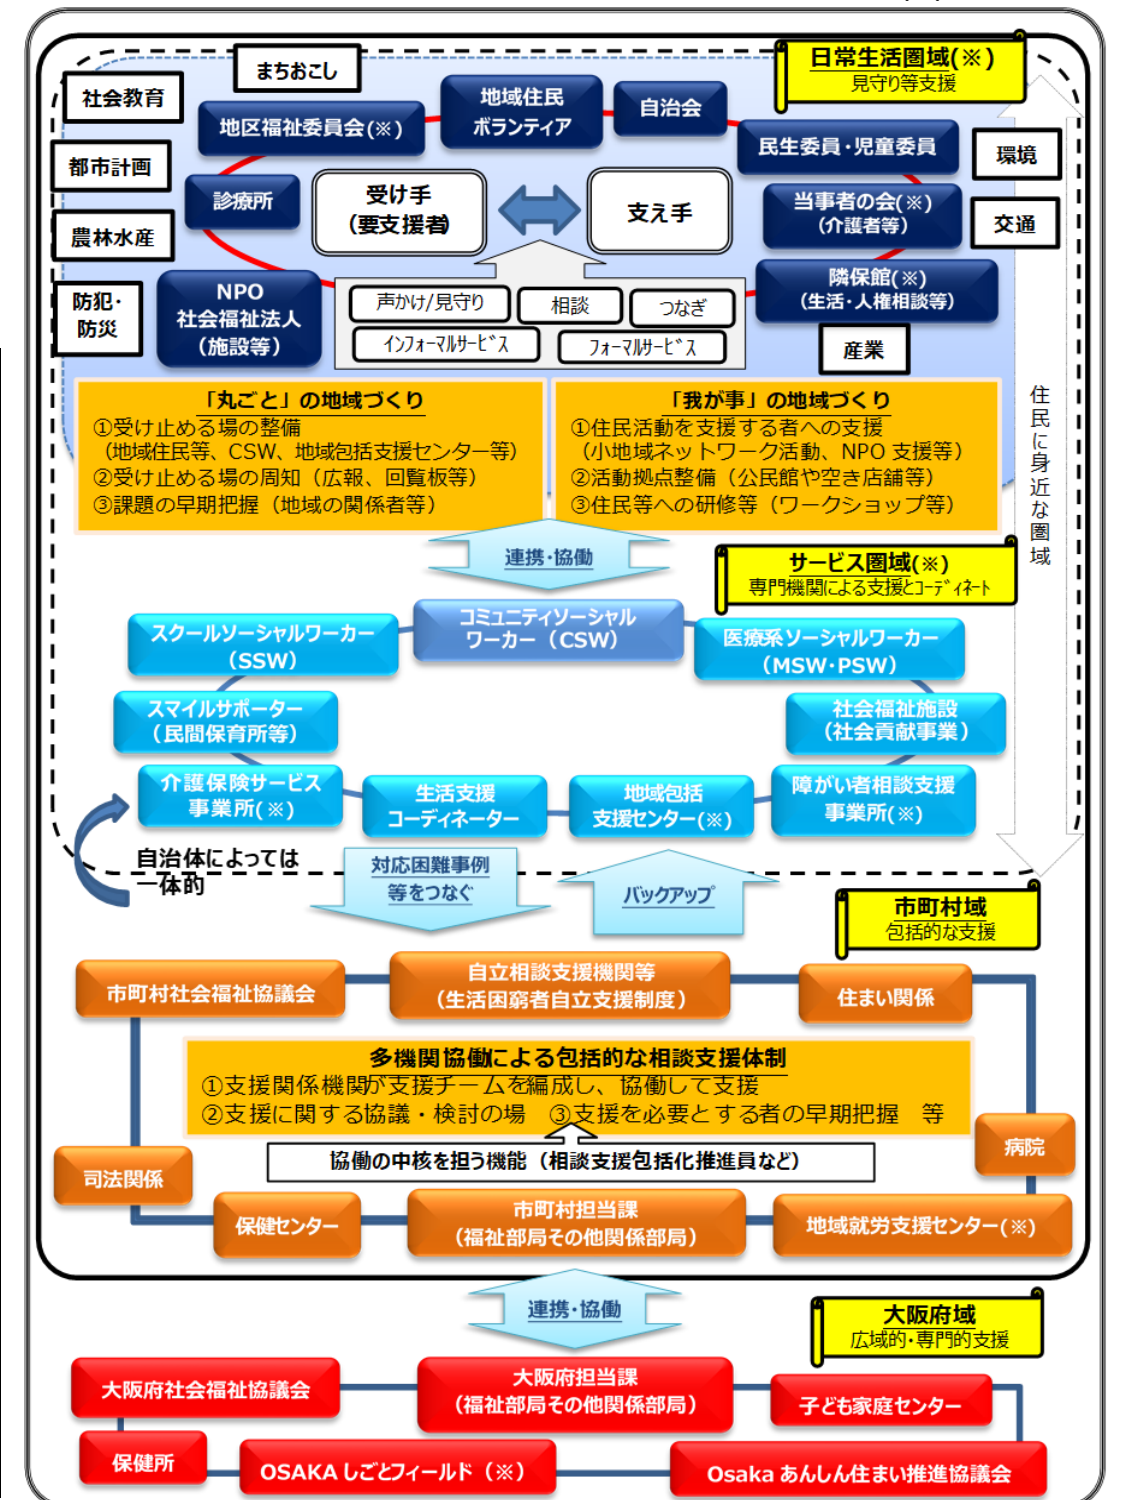 日常生活圏域(※)
見守り等支援
まちおこし
社会教育
地域住民
ボランティア
自治会
地区福祉委員会(※)
民生委員・児童委員
環境
都市計画
診療所
受け手
(要支援者)
支え手
当事者の会(※)
(介護者等)
交通
農林水産
隣保館(※)
(生活・人権相談等)
防犯・
防災
NPO
社会福祉法人
(施設等)
声かけ/見守り
相談
つなぎ
インフォーマルサービス
フォーマルサービス
産業
住民に身近な圏域
「丸ごと」の地域づくり
①受け止める場の整備
(地域住民等、CSW、地域包括支援センター等)
②受け止める場の周知(広報、回覧板等)
③課題の早期把握(地域の関係者等)
「我が事」の地域づくり
①住民活動を支援する者への支援
(小地域ネットワーク活動、NPO 支援等)
②活動拠点整備(公民館や空き店舗等)
③住民等への研修等(ワークショップ等)
連携・協働
サービス圏域(※)
専門機関による支援とコーディネート
コミュニティソーシャル
ワーカー(CSW)
スクールソーシャルワーカー
(SSW)
医療系ソーシャルワーカー
(MSW・PSW)
スマイルサポーター
(民間保育所等)
社会福祉施設
(社会貢献事業)
介護保険サービス
事業所(※)
生活支援
コーディネーター
地域包括
支援センター(※)
障がい者相談支援
事業所(※)
自治体によっては
一体的
対応困難事例
等をつなぐ
バックアップ
市町村域
包括的な支援
市町村社会福祉協議会
自立相談支援機関等
(生活困窮者自立支援制度)
住まい関係
多機関協働による包括的な相談支援体制
①支援関係機関が支援チームを編成し、協働して支援
②支援に関する協議・検討の場　③支援を必要とする者の早期把握　等
協働の中核を担う機能(相談支援包括化推進員など)
病院
司法関係
保健センター
市町村担当課
(福祉部局その他関係部局)
地域就労支援センター(※)
連携・協働
大阪府域
広域的・専門的支援
大阪府社会福祉協議会
大阪府担当課
(福祉部局その他関係部局)
子ども家庭センター
保健所
OSAKA しごとフィールド(※)
Osaka あんしん住まい推進協議会